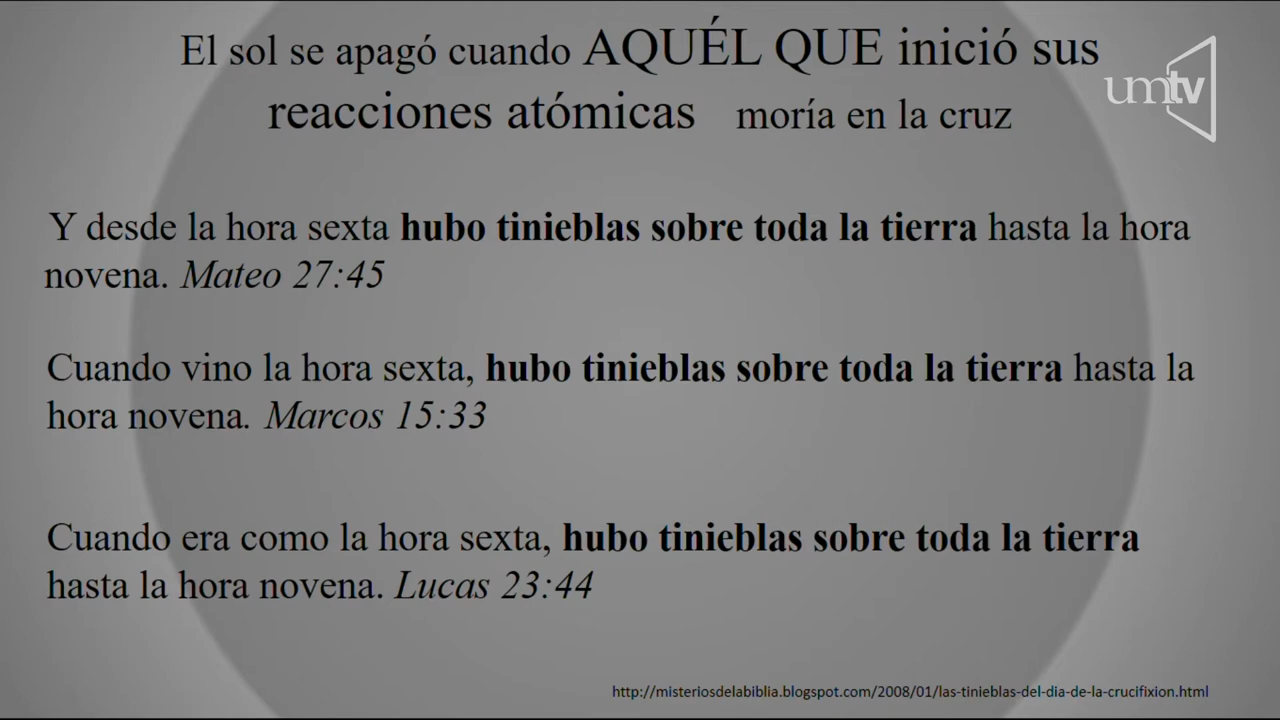 El sol se apagó cuando AQUÉL QUE inició sus
reacciones atómicas moría en la cruz
umtv
Y desde la hora sexta hubo tinieblas sobre toda la tierra hasta la hora
novena. Mateo 27:45
Cuando vino la hora sexta, hubo tinieblas sobre toda la tierra hasta la
hora novena. Marcos 15:33
Cuando era como la hora sexta, hubo tinieblas sobre toda la tierra
hasta la hora novena. Lucas 23:44
http://misteriosdelabiblia.blogspot.com/2008/01/las-tinieblas-del-dia-de-la-crucifixion.html